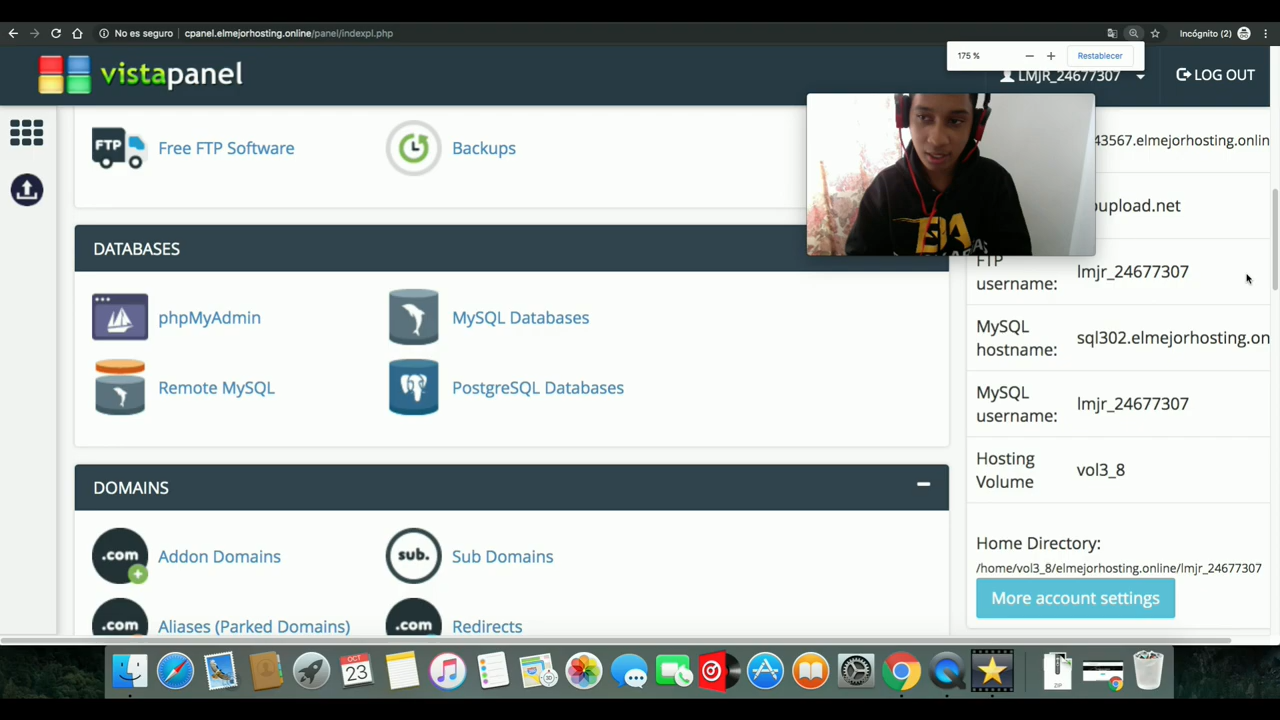 No es seguro
cpanel.elmejorhosting.online/panel/indexpl.php
Incógnito (2)
175 %
Restablecer
vistapanel
LMJR_24677307
LOG OUT
Free FTP Software
Backups
43567.elmejorhosting.onlin
upload.net
DATABASES
FTP
username:
lmjr_24677307
phpMyAdmin
MySQL Databases
MySQL
hostname:
sql302.elmejorhosting.on
Remote MySQL
PostgreSQL Databases
MySQL
username:
lmjr_24677307
Hosting
Volume
vol3_8
DOMAINS
.com
Addon Domains
sub.
Sub Domains
Home Directory:
/home/vol3_8/elmejorhosting.online/lmjr_24677307
More account settings
.com
Aliases (Parked Domains)
.com
Redirects
FTP
OCT
23
ZIP